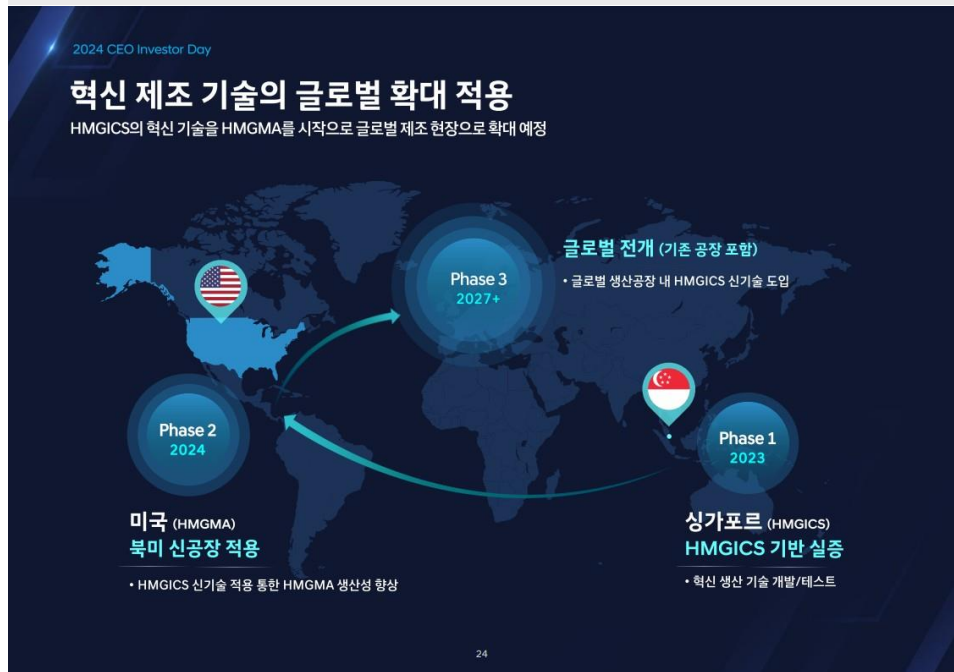 2024 CEO Investor Day
혁신 제조 기술의 글로벌 확대 적용
HMGICS의 혁신 기술을 HMGMA를 시작으로 글로벌 제조 현장으로 확대 예정
Phase 3
2027+
글로벌 전개 (기존 공장 포함)
• 글로벌 생산공장 내 HMGICS 신기술 도입
Phase 2
2024
미국 (HMGMA)
북미 신공장 적용
• HMGICS 신기술 적용 통한 HMGMA 생산성 향상
Phase 1
2023
싱가포르 (HMGICS)
HMGICS 기반 실증
• 혁신 생산 기술 개발/테스트
24